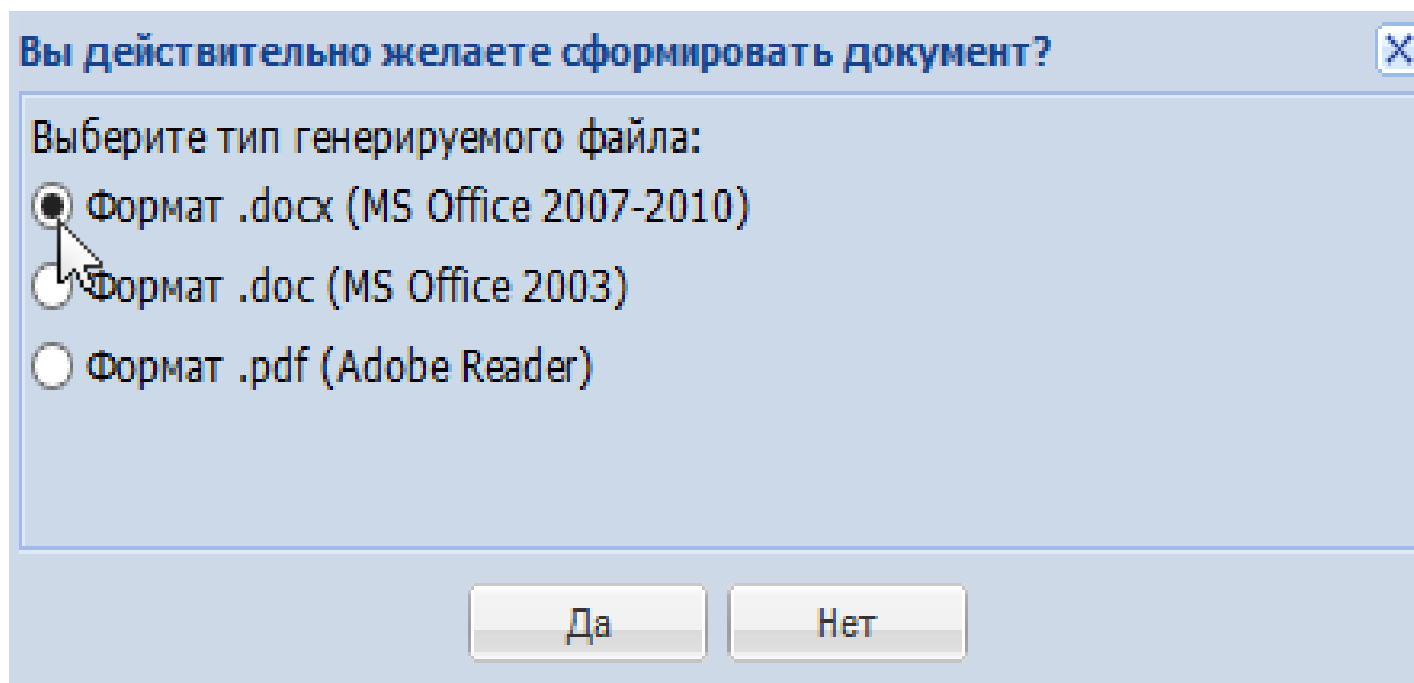 Вы действительно желаете сформировать документ?
Выберите тип генерируемого файла:
Формат .docx (MS Office 2007-2010)
Формат .doc (MS Office 2003)
Формат .pdf (Adobe Reader)
Да Нет